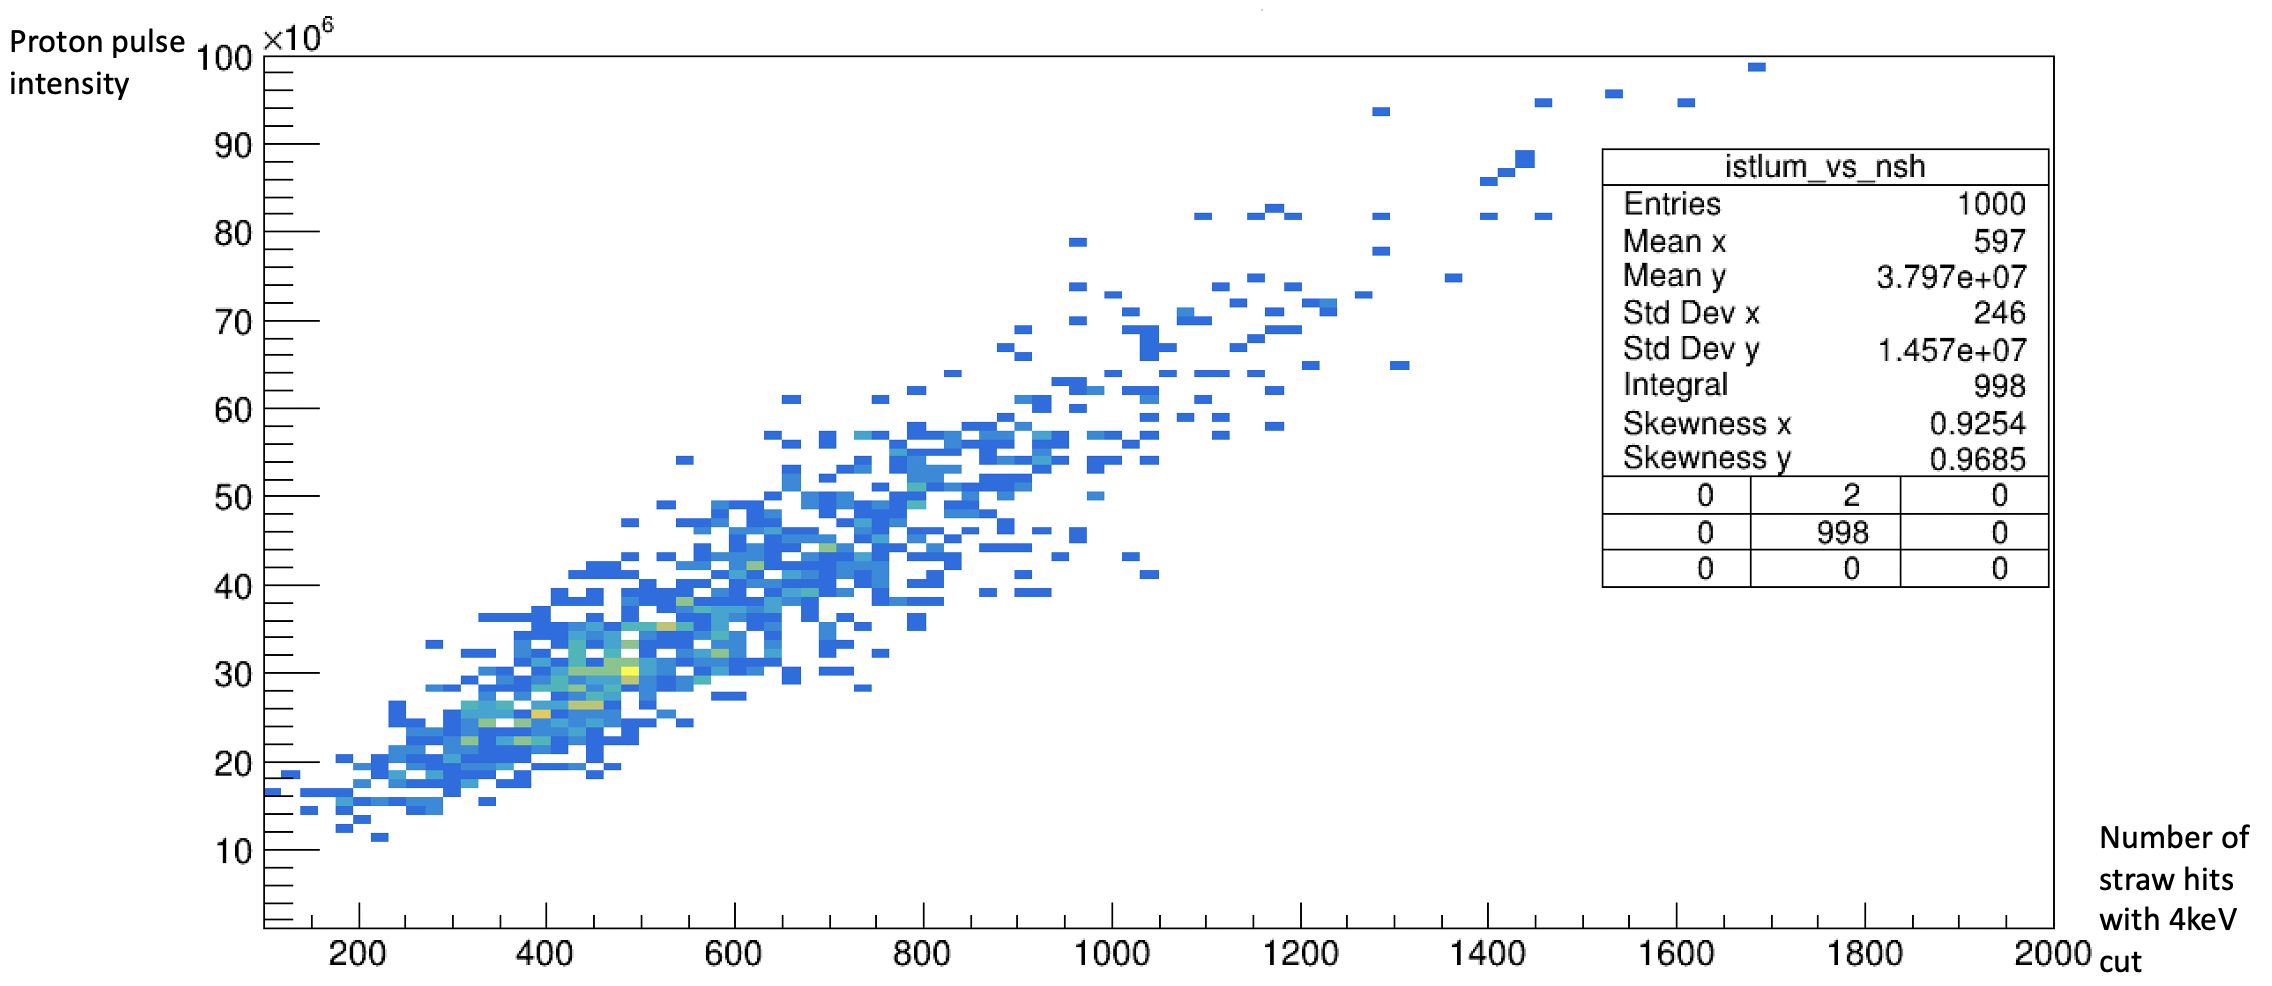 Proton pulse
intensity
×10⁶
100
90
80
70
60
50
40
30
20
10
istlum_vs_nsh
Entries 1000
Mean x 597
Mean y 3.797e+07
Std Dev x 246
Std Dev y 1.457e+07
Integral 998
Skewness x 0.9254
Skewness y 0.9685
0 2 0
0 998 0
0 0 0
200 400 600 800 1000 1200 1400 1600 1800 2000
Number of
straw hits
with 4keV
cut